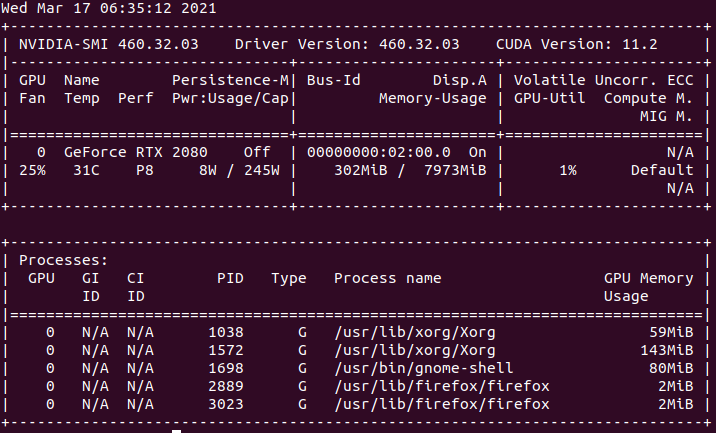 Wed Mar 17 06:35:12 2021
+-----------------------------------------------------------------------------+
| NVIDIA-SMI 460.32.03    Driver Version: 460.32.03    CUDA Version: 11.2     |
|-------------------------------+----------------------+----------------------+
| GPU  Name        Persistence-M| Bus-Id        Disp.A | Volatile Uncorr. ECC |
| Fan  Temp  Perf  Pwr:Usage/Cap|         Memory-Usage | GPU-Util  Compute M. |
|                               |                      |               MIG M. |
|===============================+======================+======================|
|   0  GeForce RTX 2080    Off  | 00000000:02:00.0  On |                  N/A |
| 25%   31C    P8     8W / 245W |    302MiB /  7973MiB |      1%      Default |
|                               |                      |                  N/A |
+-------------------------------+----------------------+----------------------+

+-----------------------------------------------------------------------------+
| Processes:                                                                  |
|  GPU   GI   CI        PID   Type   Process name                  GPU Memory |
|        ID   ID                                                   Usage      |
|=============================================================================|
|    0   N/A  N/A      1038      G   /usr/lib/xorg/Xorg                 59MiB |
|    0   N/A  N/A      1572      G   /usr/lib/xorg/Xorg                143MiB |
|    0   N/A  N/A      1698      G   /usr/bin/gnome-shell               80MiB |
|    0   N/A  N/A      2889      G   /usr/lib/firefox/firefox            2MiB |
|    0   N/A  N/A      3023      G   /usr/lib/firefox/firefox            2MiB |
+-----------------------------------------------------------------------------+